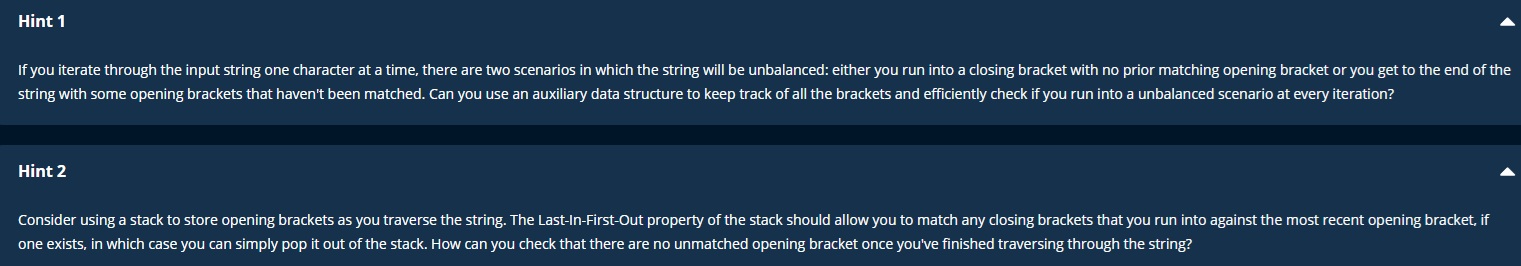 Hint 1
If you iterate through the input string one character at a time, there are two scenarios in which the string will be unbalanced: either you run into a closing bracket with no prior matching opening bracket or you get to the end of the
string with some opening brackets that haven't been matched. Can you use an auxiliary data structure to keep track of all the brackets and efficiently check if you run into a unbalanced scenario at every iteration?
Hint 2
Consider using a stack to store opening brackets as you traverse the string. The Last-In-First-Out property of the stack should allow you to match any closing brackets that you run into against the most recent opening bracket, if
one exists, in which case you can simply pop it out of the stack. How can you check that there are no unmatched opening bracket once you've finished traversing through the string?